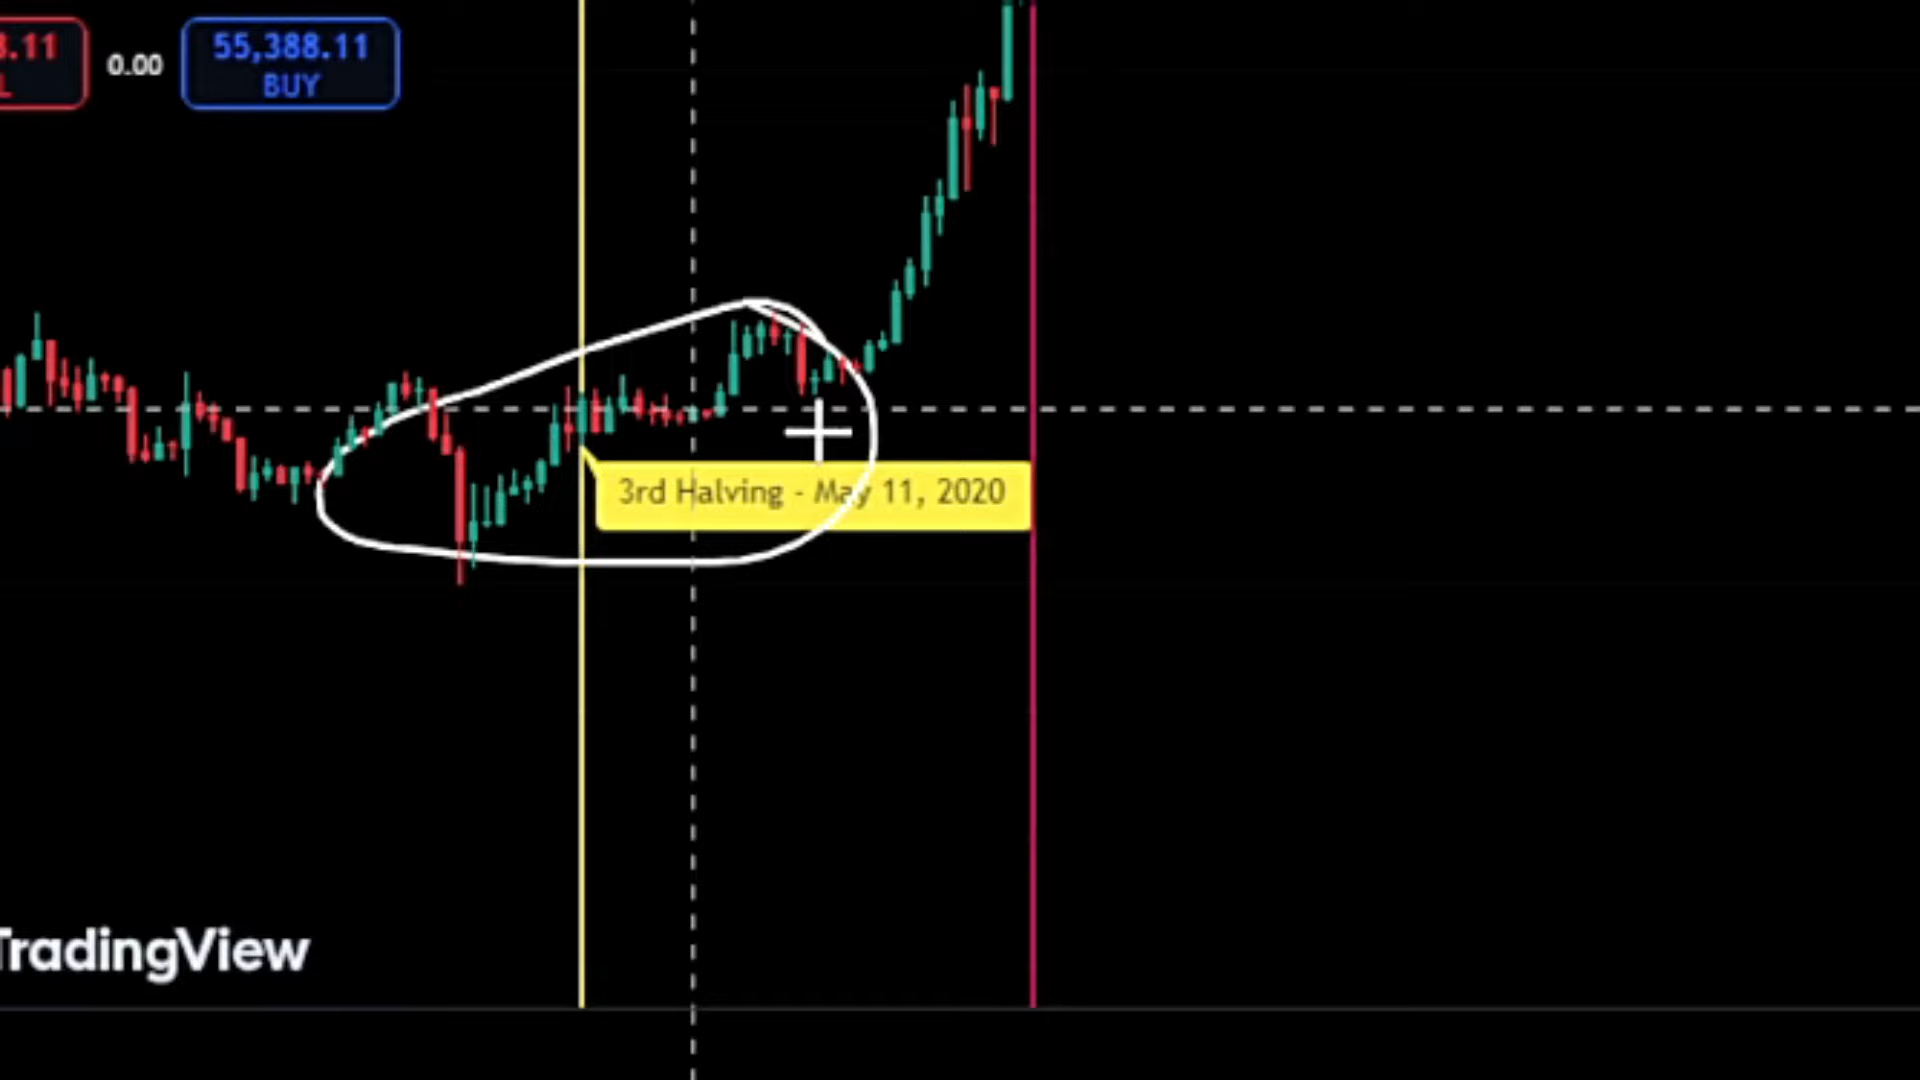 .11
0.00
55,388.11
BUY
3rd Halving - May 11, 2020
TradingView